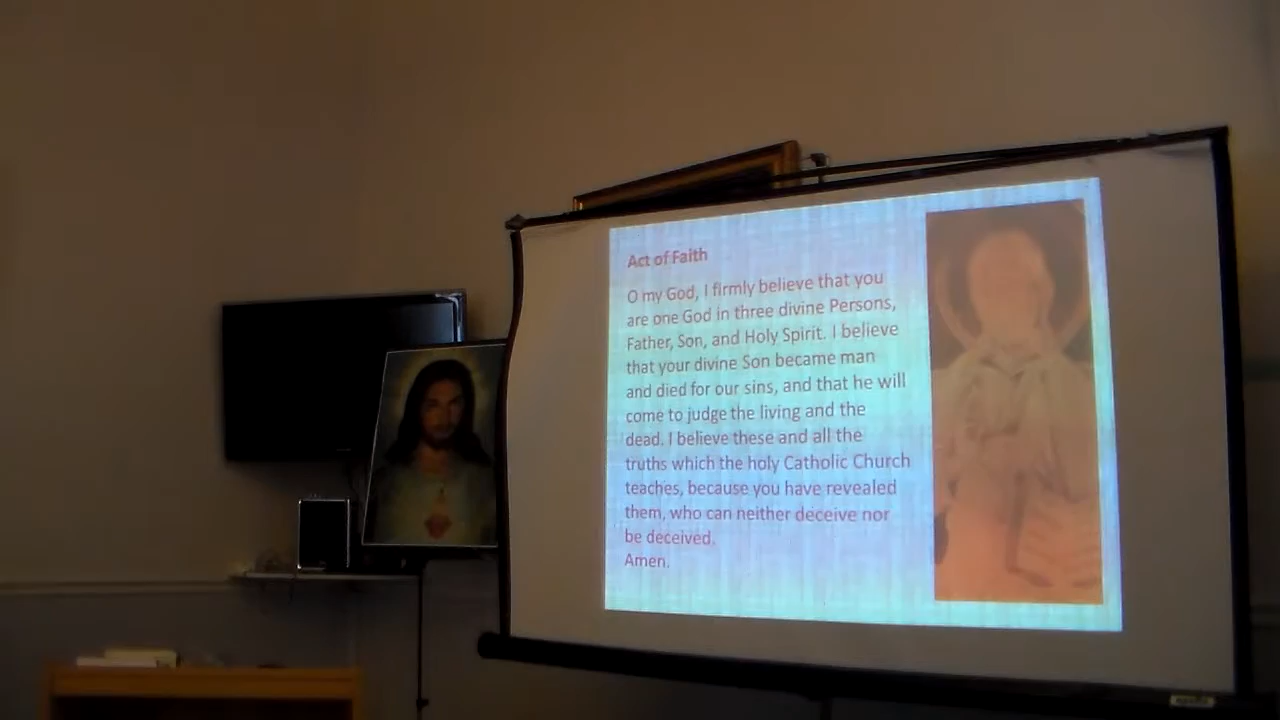 Act of Faith
O my God, I firmly believe that you
are one God in three divine Persons,
Father, Son, and Holy Spirit. I believe
that your divine Son became man
and died for our sins, and that he will
come to judge the living and the
dead. I believe these and all the
truths which the holy Catholic Church
teaches, because you have revealed
them, who can neither deceive nor
be deceived.
Amen.